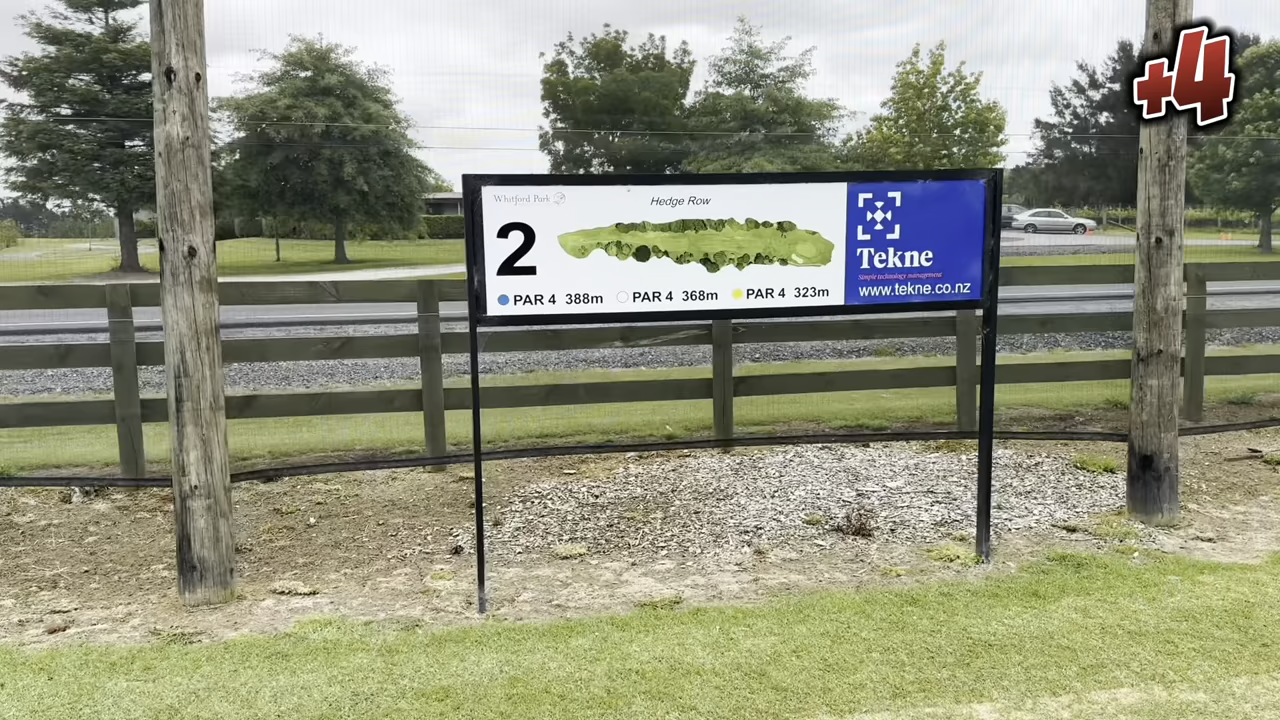 +4
Whitford Park
Hedge Row
2
PAR 4 388m
PAR 4 368m
PAR 4 323m
Tekne
Simple technology management
www.tekne.co.nz